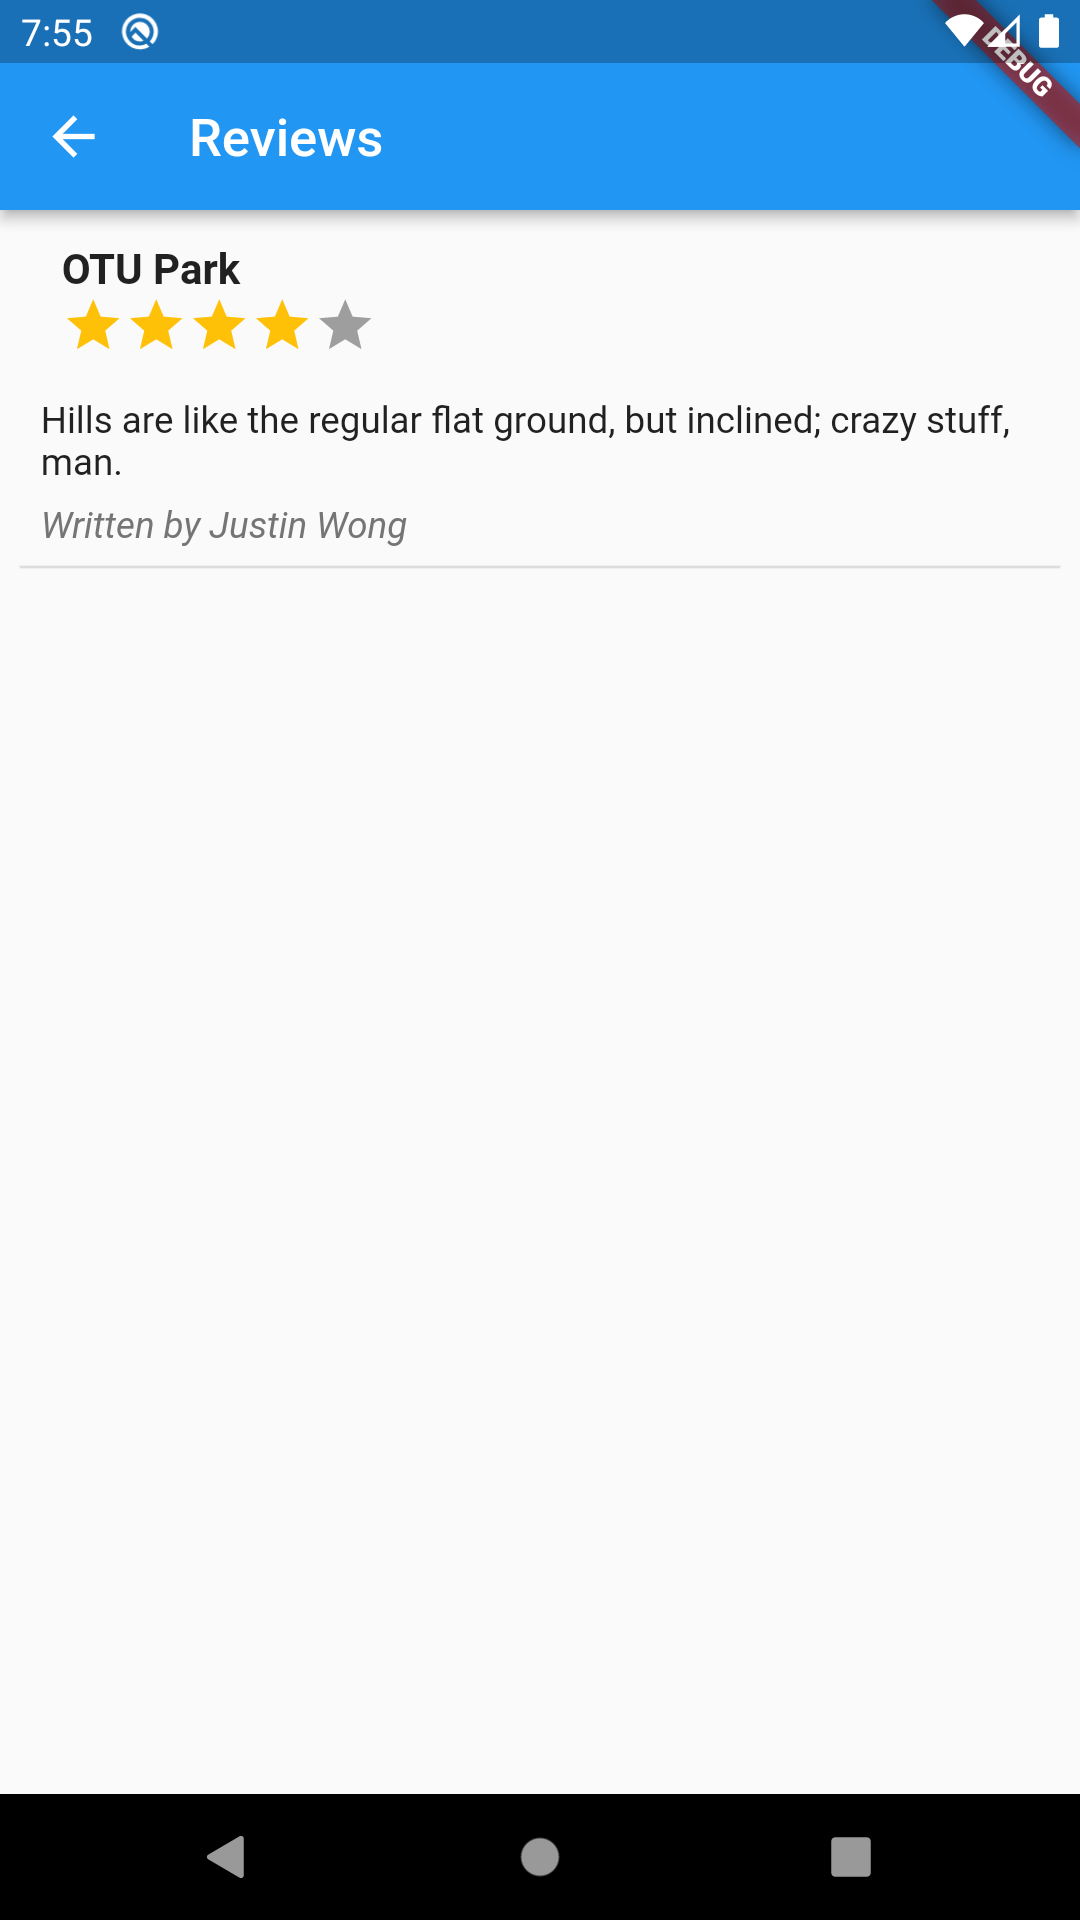 7:55
DEBUG
Reviews
OTU Park
Hills are like the regular flat ground, but inclined; crazy stuff,
man.
Written by Justin Wong